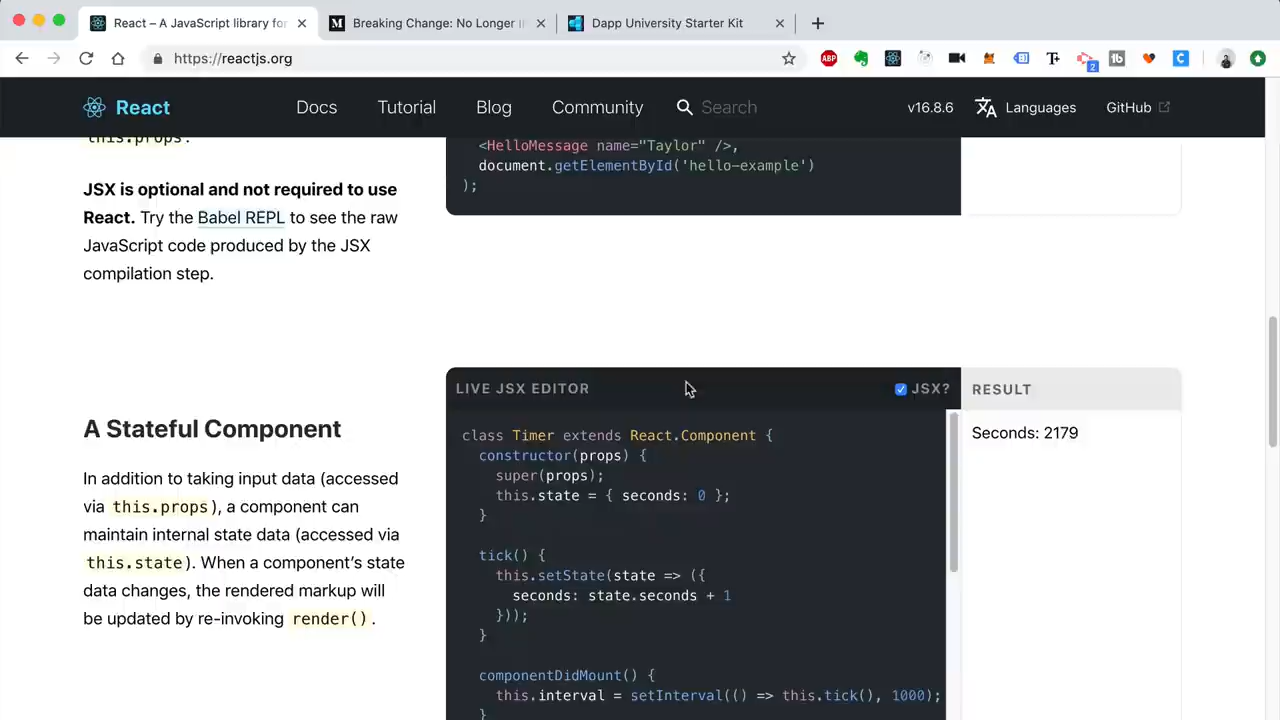 React – A JavaScript library for
Breaking Change: No Longer
Dapp University Starter Kit
https://reactjs.org
ABP
2
React
Docs
Tutorial
Blog
Community
Search
v16.8.6
Languages
GitHub
this.props.
JSX is optional and not required to use
React. Try the Babel REPL to see the raw
JavaScript code produced by the JSX
compilation step.
<HelloMessage name="Taylor" />,
document.getElementById('hello-example')
);
A Stateful Component
In addition to taking input data (accessed
via this.props), a component can
maintain internal state data (accessed via
this.state). When a component’s state
data changes, the rendered markup will
be updated by re-invoking render().
LIVE JSX EDITOR
JSX?
class Timer extends React.Component {
constructor(props) {
super(props);
this.state = { seconds: 0 };
}
tick() {
this.setState(state => ({
seconds: state.seconds + 1
}));
}
componentDidMount() {
this.interval = setInterval(() => this.tick(), 1000);
}
RESULT
Seconds: 2179